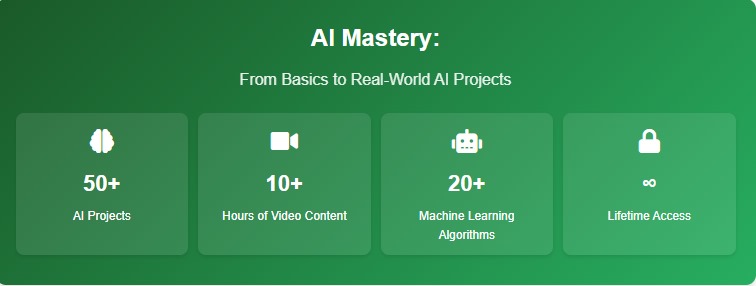 AI Mastery:
From Basics to Real-World AI Projects
50+
AI Projects
10+
Hours of Video Content
20+
Machine Learning
Algorithms
∞
Lifetime Access